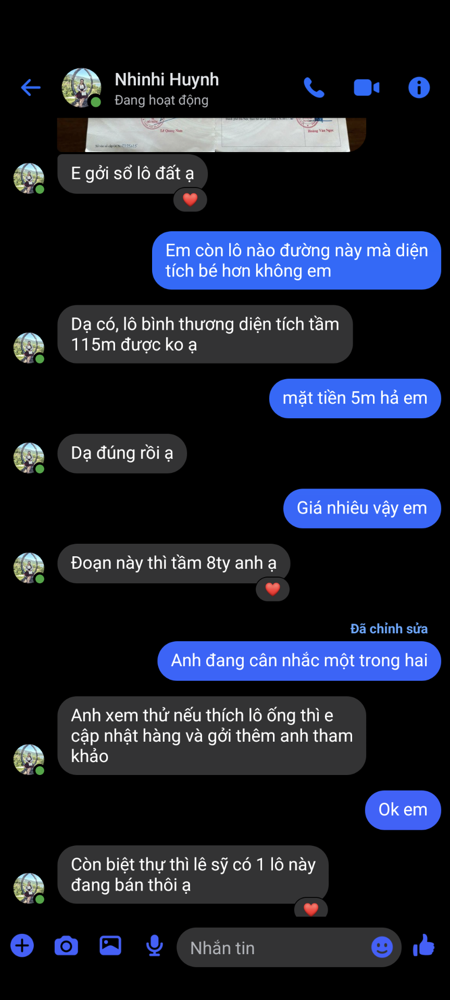 Nhinhi Huynh
Đang hoạt động
Lê Quang Nam
Hoàng Văn Ngọc
Số vào sổ cấp GCN:
E gởi sổ lô đất ạ
Em còn lô nào đường này mà diện
tích bé hơn không em
Dạ có, lô bình thương diện tích tầm
115m được ko ạ
mặt tiền 5m hả em
Dạ đúng rồi ạ
Giá nhiêu vậy em
Đoạn này thì tầm 8ty anh ạ
Đã chỉnh sửa
Anh đang cân nhắc một trong hai
Anh xem thử nếu thích lô ống thì e
cập nhật hàng và gởi thêm anh tham
khảo
Ok em
Còn biệt thự thì lê sỹ có 1 lô này
đang bán thôi ạ
Nhắn tin